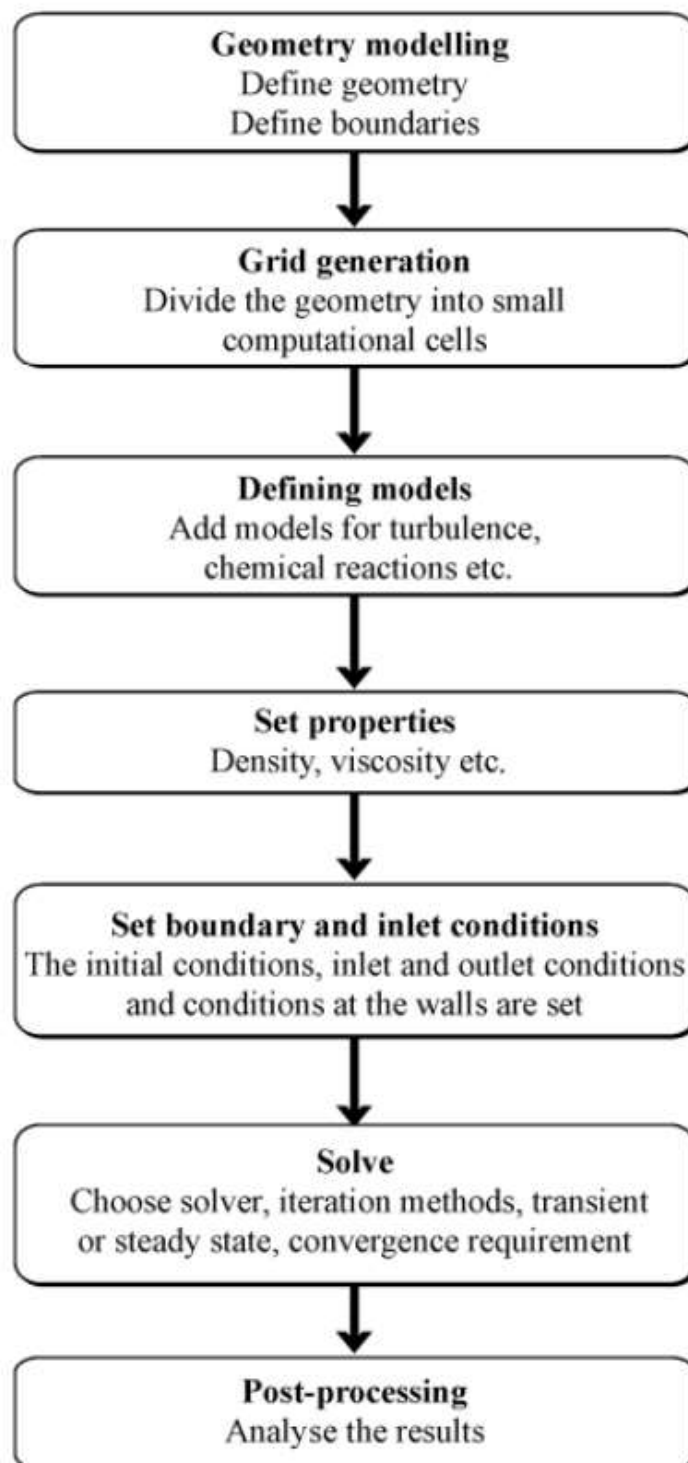 Geometry modelling
Define geometry
Define boundaries
Grid generation
Divide the geometry into small
computational cells
Defining models
Add models for turbulence,
chemical reactions etc.
Set properties
Density, viscosity etc.
Set boundary and inlet conditions
The initial conditions, inlet and outlet conditions
and conditions at the walls are set
Solve
Choose solver, iteration methods, transient
or steady state, convergence requirement
Post-processing
Analyse the results